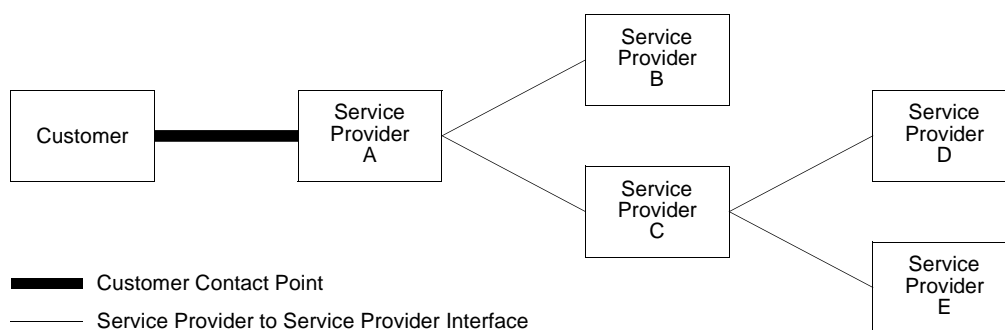 Customer
Service
Provider
A
Service
Provider
B
Service
Provider
C
Service
Provider
D
Service
Provider
E
Customer Contact Point
Service Provider to Service Provider Interface